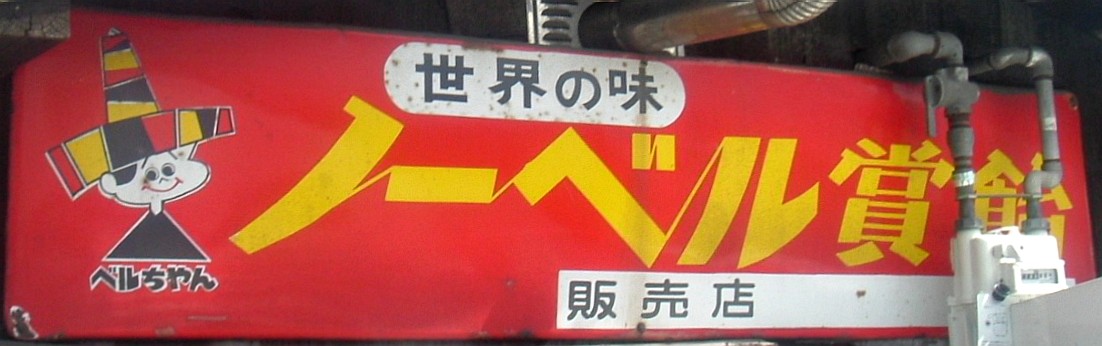 世界の味
ノーベル賞飴
ベルちゃん
販売店